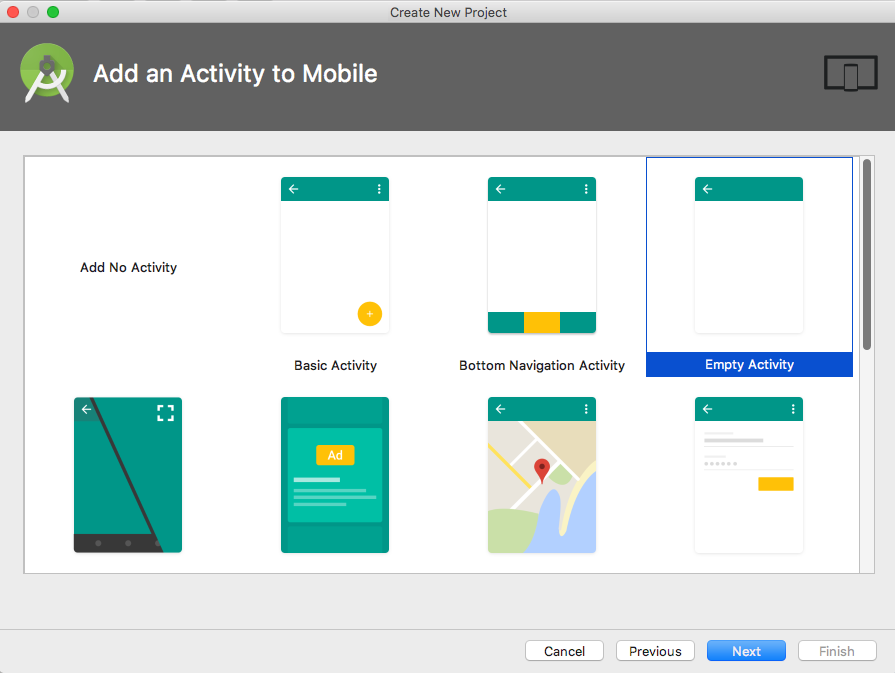 Create New Project
Add an Activity to Mobile
Add No Activity
Basic Activity
Bottom Navigation Activity
Empty Activity
Ad
Cancel
Previous
Next
Finish